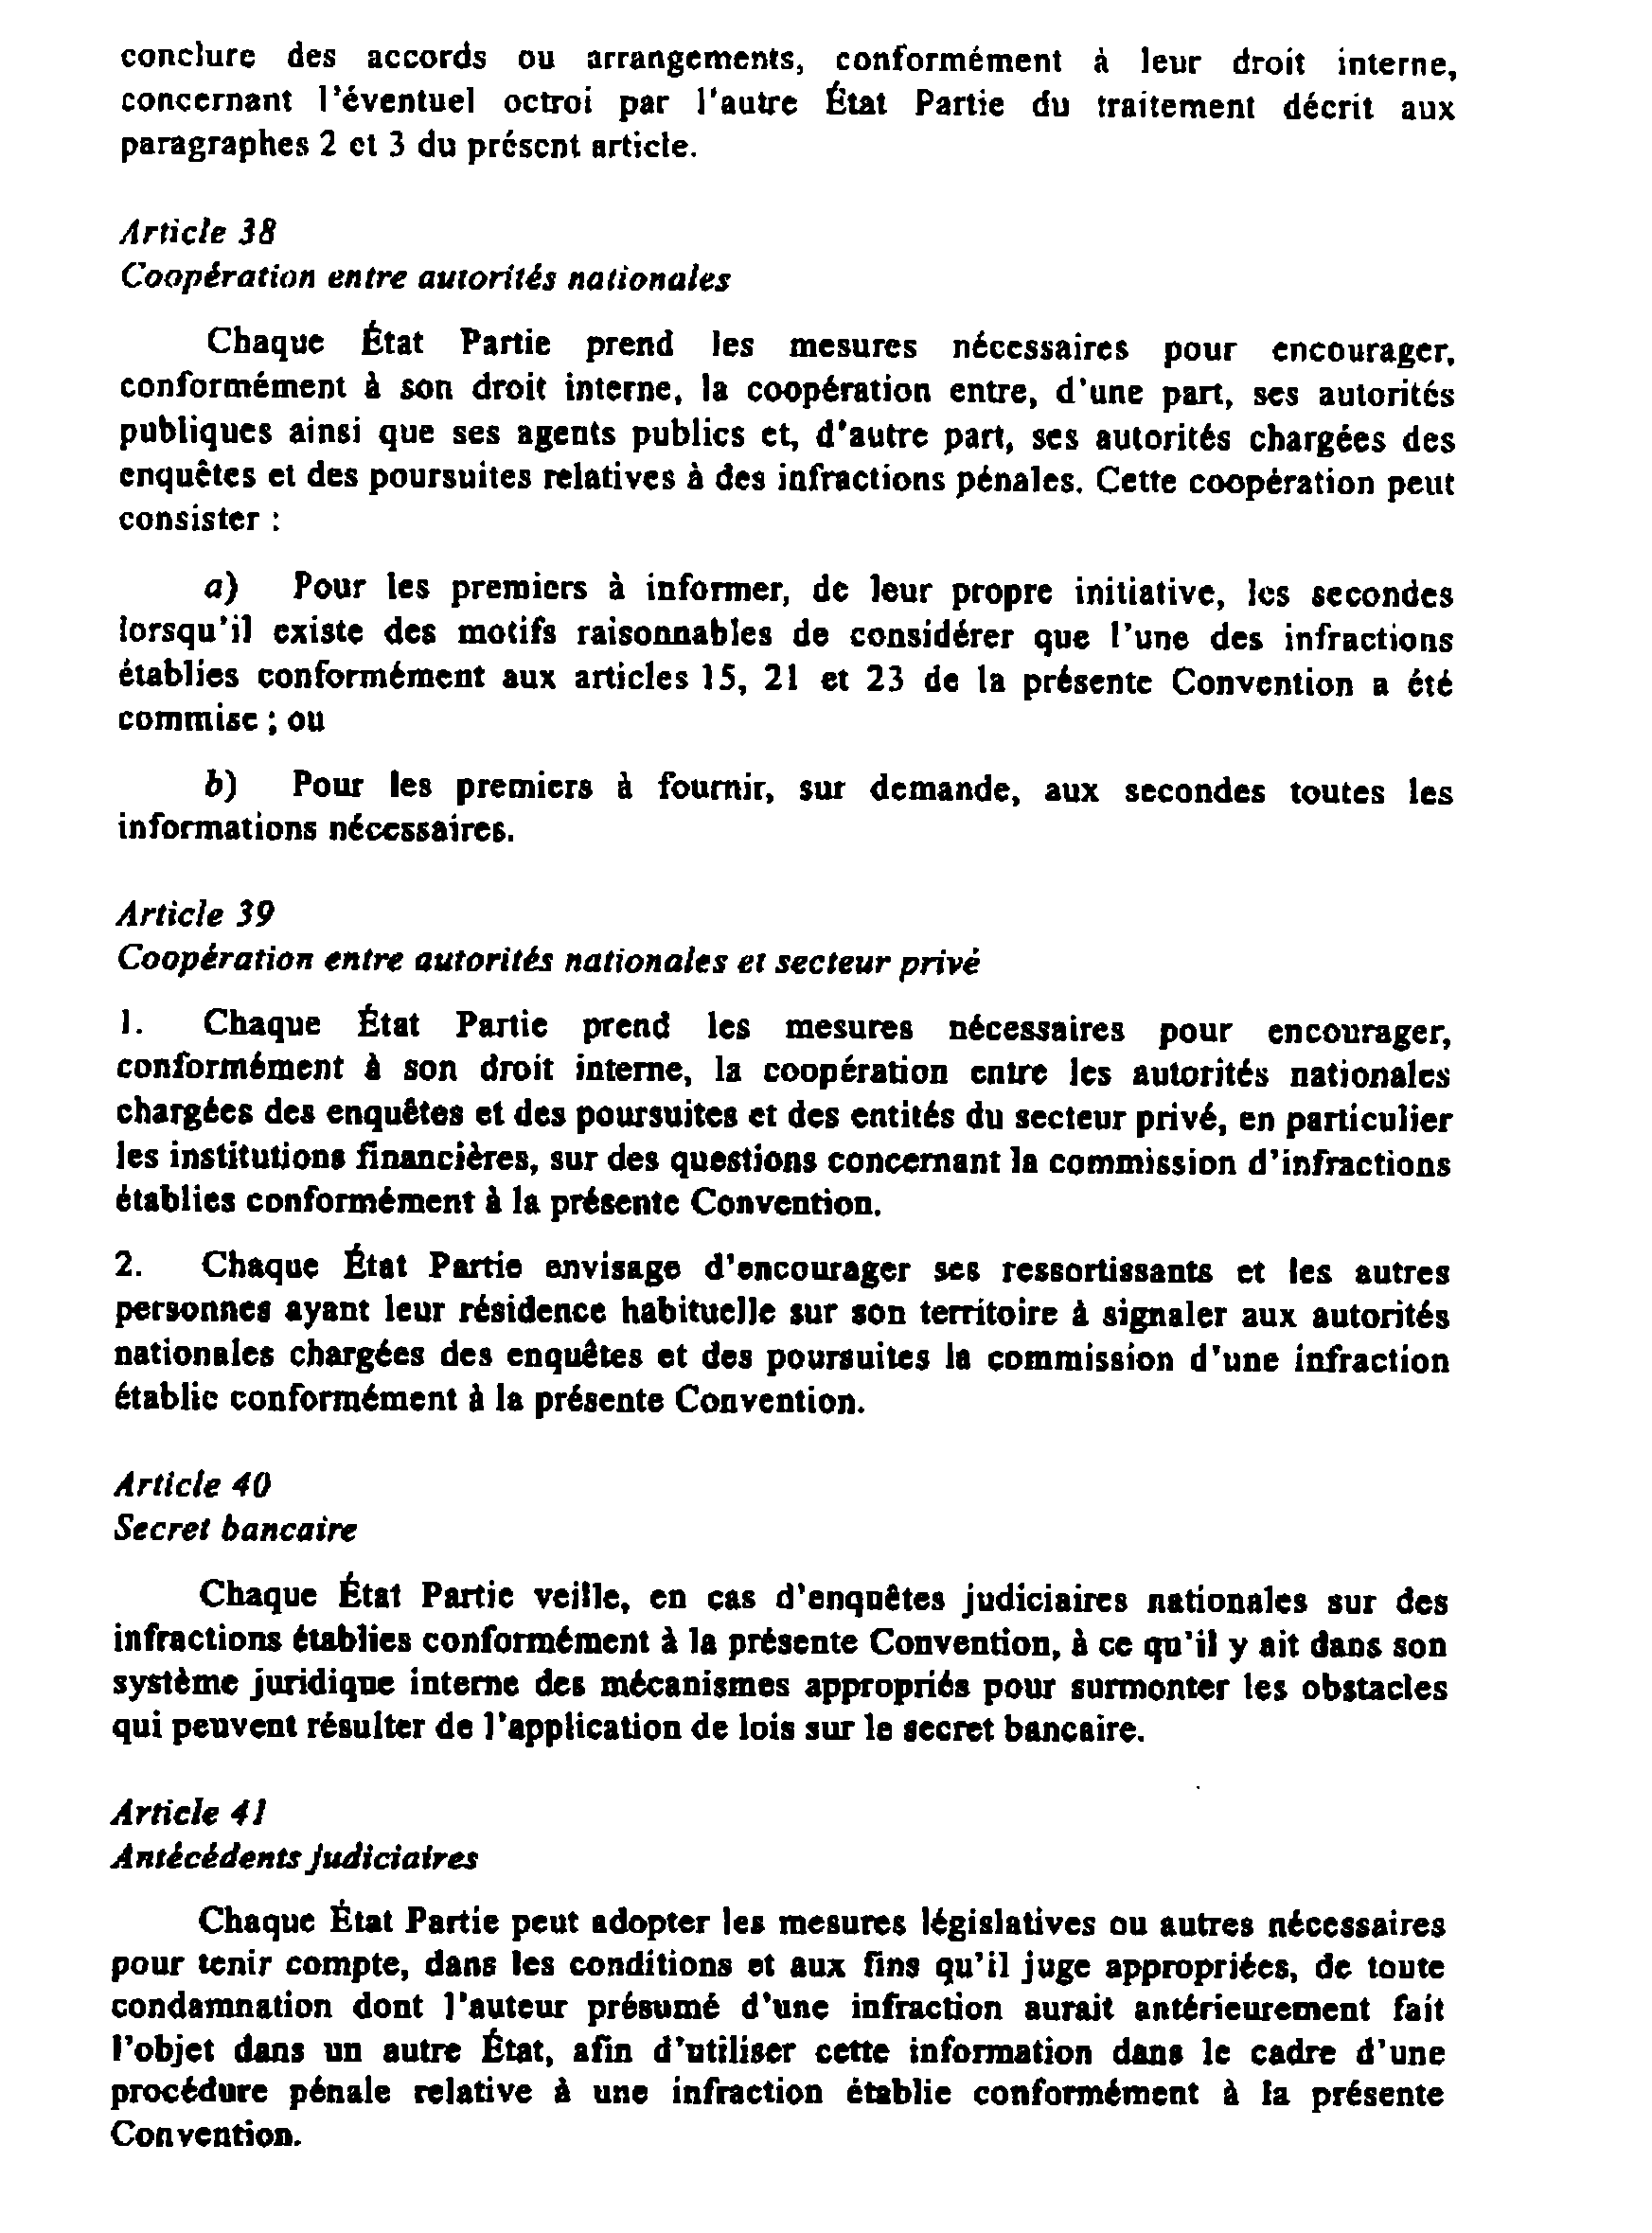 conclure des accords ou arrangements, conformément à leur droit interne,
concernant l'éventuel octroi par l'autre État Partie du traitement décrit aux
paragraphes 2 et 3 du présent article.
Article 38
Coopération entre autorités nationales
Chaque État Partie prend les mesures nécessaires pour encourager,
conformément à son droit interne, la coopération entre, d'une part, ses autorités
publiques ainsi que ses agents publics et, d'autre part, ses autorités chargées des
enquêtes et des poursuites relatives à des infractions pénales. Cette coopération peut
consister :
a) Pour les premiers à informer, de leur propre initiative, les secondes
lorsqu'il existe des motifs raisonnables de considérer que l'une des infractions
établies conformément aux articles 15, 21 et 23 de la présente Convention a été
commise ; ou
b) Pour les premiers à fournir, sur demande, aux secondes toutes les
informations nécessaires.
Article 39
Coopération entre autorités nationales et secteur privé
1. Chaque État Partie prend les mesures nécessaires pour encourager,
conformément à son droit interne, la coopération entre les autorités nationales
chargées des enquêtes et des poursuites et des entités du secteur privé, en particulier
les institutions financières, sur des questions concernant la commission d'infractions
établies conformément à la présente Convention.
2. Chaque État Partie envisage d'encourager ses ressortissants et les autres
personnes ayant leur résidence habituelle sur son territoire à signaler aux autorités
nationales chargées des enquêtes et des poursuites la commission d'une infraction
établie conformément à la présente Convention.
Article 40
Secret bancaire
Chaque État Partie veille, en cas d'enquêtes judiciaires nationales sur des
infractions établies conformément à la présente Convention, à ce qu'il y ait dans son
système juridique interne des mécanismes appropriés pour surmonter les obstacles
qui peuvent résulter de l'application de lois sur le secret bancaire.
Article 41
Antécédents judiciaires
Chaque État Partie peut adopter les mesures législatives ou autres nécessaires
pour tenir compte, dans les conditions et aux fins qu'il juge appropriées, de toute
condamnation dont l'auteur présumé d'une infraction aurait antérieurement fait
l'objet dans un autre État, afin d'utiliser cette information dans le cadre d'une
procédure pénale relative à une infraction établie conformément à la présente
Convention.